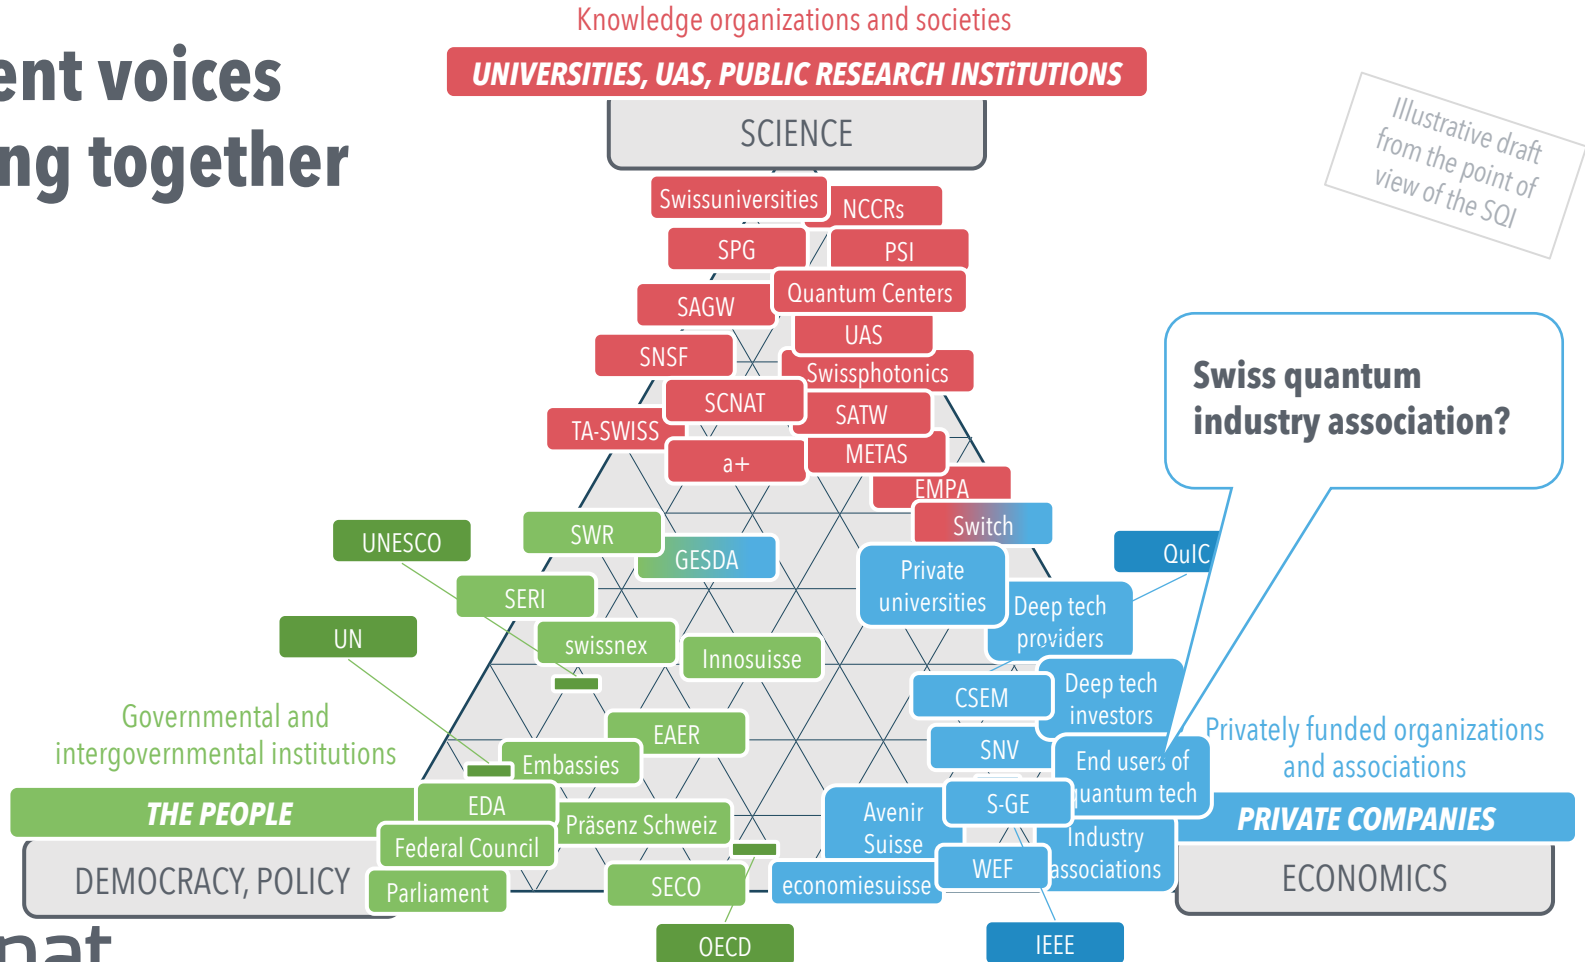 Knowledge organizations and societies
ent voices
UNIVERSITIES, UAS, PUBLIC RESEARCH INSTiTUTIONS
SCIENCE
ng together
Illustrative draft
from the point of
view of the SQI
Swissuniversities
NCCRs
SPG
PSI
Quantum Centers
SAGW
UAS
SNSF
Swissphotonics
SCNAT
SATW
TA-SWISS
METAS
a+
EMPA
Swiss quantum
industry association?
Switch
SWR
UNESCO
GESDA
QuIC
Private
universities
SERI
Deep tech
providers
UN
swissnex
Innosuisse
CSEM
Deep tech
investors
Governmental and
intergovernmental institutions
EAER
SNV
Privately funded organizations
and associations
Embassies
End users of
uantum tech
THE PEOPLE
EDA
Präsenz Schweiz
Avenir
Suisse
S-GE
PRIVATE COMPANIES
Federal Council
Industry
associations
DEMOCRACY, POLICY
Parliament
SECO
economiesuisse
WEF
ECONOMICS
OECD
IEEE
nat